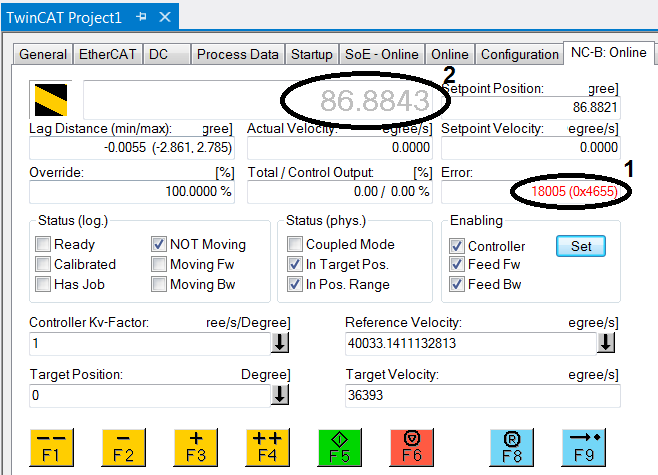 TwinCAT Project1
General EtherCAT DC Process Data Startup SoE - Online Online Configuration NC-B: Online
2
86.8843
Setpoint Position: gree]
86.8821
Lag Distance (min/max): gree] Actual Velocity: egree/s] Setpoint Velocity: egree/s]
-0.0055 (-2.861, 2.785) 0.0000 0.0000
Override: [%] Total / Control Output: [%] Error:
1
100.0000 % 0.00 / 0.00 % 18005 (0x4655)
Status (log.) Status (phys.) Enabling
Ready NOT Moving Coupled Mode Controller Set
Calibrated Moving Fw In Target Pos. Feed Fw
Has Job Moving Bw In Pos. Range Feed Bw
Controller Kv-Factor: ree/s/Degree] Reference Velocity: egree/s]
1 40033.1411132813
Target Position: Degree] Target Velocity: egree/s]
0 36393
F1 F2 F3 F4 F5 F6 R F8 F9